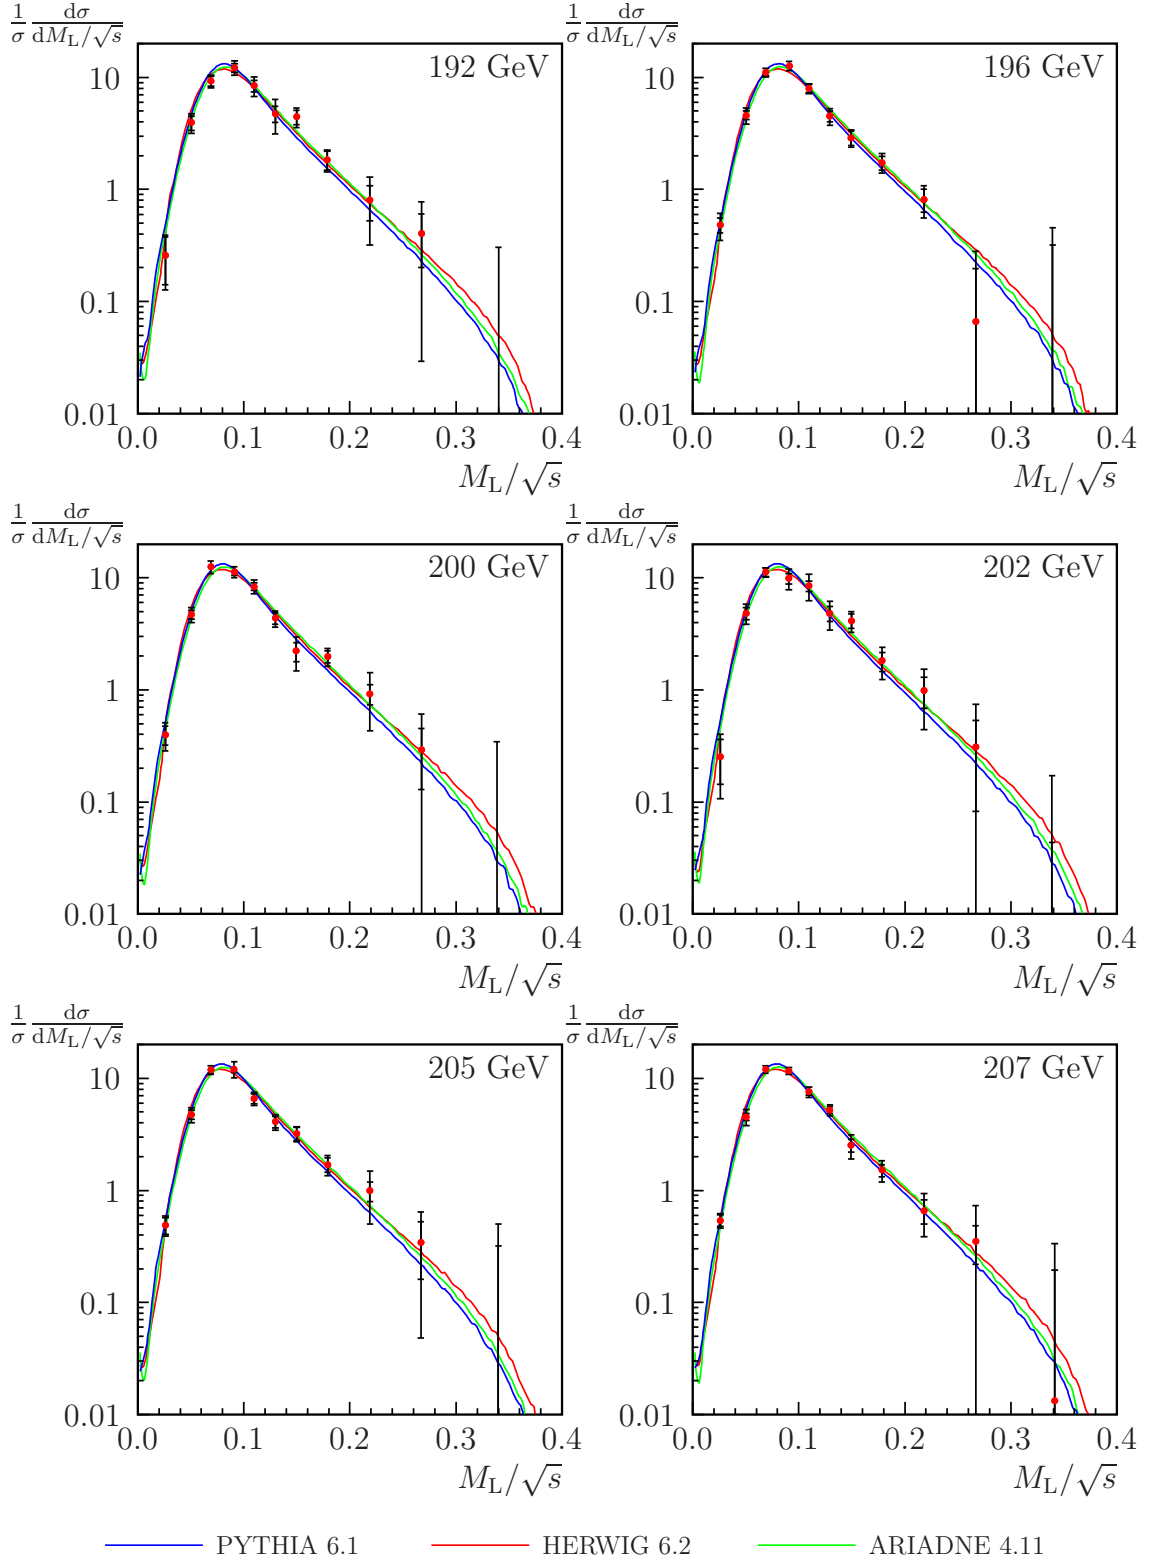 1/σ dσ/dM_L/√s 1/σ dσ/dM_L/√s
192 GeV 196 GeV
10 10
1 1
0.1 0.1
0.01 0.01
0.0 0.1 0.2 0.3 0.4 0.0 0.1 0.2 0.3 0.4
M_L/√s M_L/√s
1/σ dσ/dM_L/√s 1/σ dσ/dM_L/√s
200 GeV 202 GeV
10 10
1 1
0.1 0.1
0.01 0.01
0.0 0.1 0.2 0.3 0.4 0.0 0.1 0.2 0.3 0.4
M_L/√s M_L/√s
1/σ dσ/dM_L/√s 1/σ dσ/dM_L/√s
205 GeV 207 GeV
10 10
1 1
0.1 0.1
0.01 0.01
0.0 0.1 0.2 0.3 0.4 0.0 0.1 0.2 0.3 0.4
M_L/√s M_L/√s
PYTHIA 6.1 HERWIG 6.2 ARIADNE 4.11